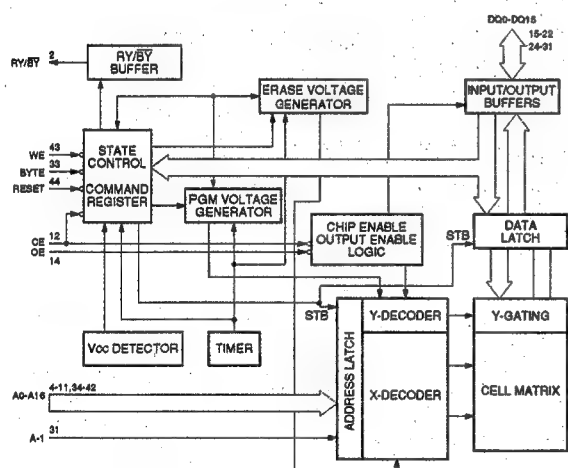 DQ0-DQ15
15-22
24-31
2
RY/BY
RY/BY
BUFFER
ERASE VOLTAGE
GENERATOR
INPUT/OUTPUT
BUFFERS
WE 43
BYTE 33
RESET 44
STATE
CONTROL
COMMAND
REGISTER
PGM VOLTAGE
GENERATOR
CE 12
OE
14
CHIP ENABLE
OUTPUT ENABLE
LOGIC
STB
DATA
LATCH
STB
VCC DETECTOR
TIMER
ADDRESS LATCH
Y-DECODER
Y-GATING
X-DECODER
CELL MATRIX
A0-A16 4-11,34-42
A-1 31